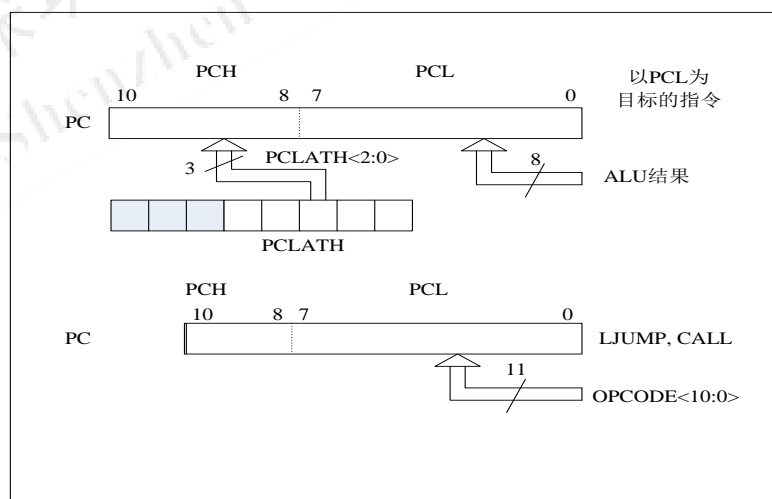 PCH PCL
以PCL为
目标的指令
10 8 7 0
PC
3 PCLATH<2:0>
8
ALU结果
PCLATH
PCH PCL
10 8 7 0
PC LJUMP, CALL
11
OPCODE<10:0>
shenzhen